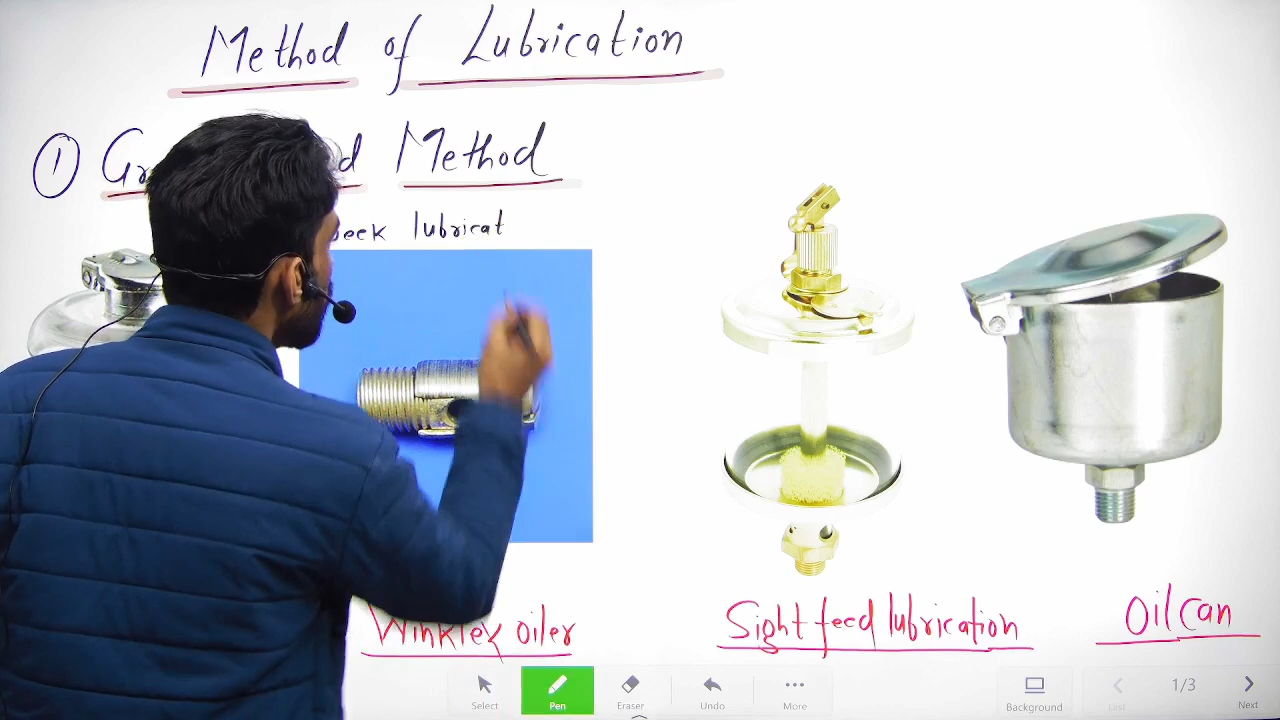 Method of Lubrication
① Method
lubricat
Winkley Oiler
Sight feed lubrication
Oil Can
Select
Pen
Eraser
Undo
More
Background
Last
1/3
Next